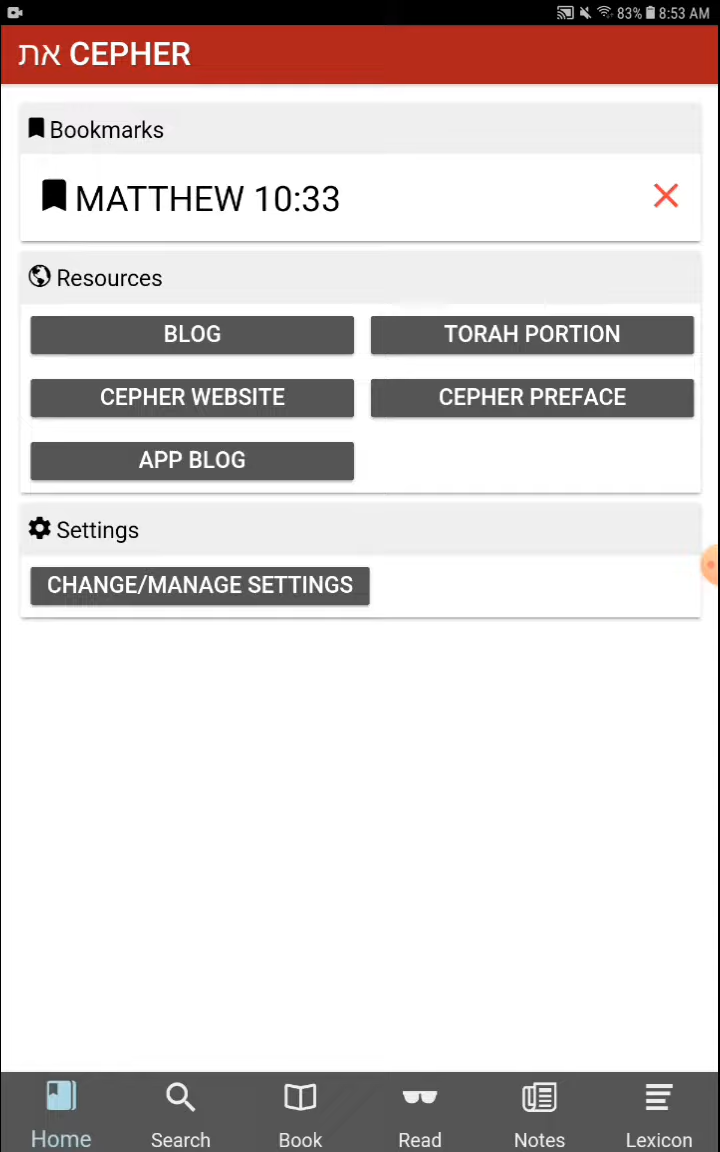 83% 8:53 AM
את CEPHER
Bookmarks
MATTHEW 10:33
Resources
BLOG
TORAH PORTION
CEPHER WEBSITE
CEPHER PREFACE
APP BLOG
Settings
CHANGE/MANAGE SETTINGS
Home
Search
Book
Read
Notes
Lexicon